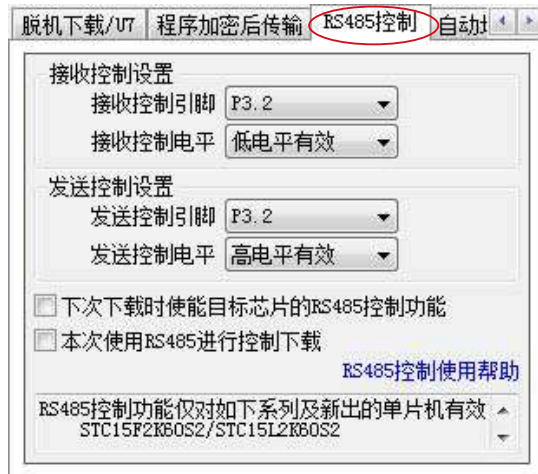 脱机下载/U7 程序加密后传输 RS485控制 自动
接收控制设置
接收控制引脚 P3.2
接收控制电平 低电平有效
发送控制设置
发送控制引脚 P3.2
发送控制电平 高电平有效
下次下载时使能目标芯片的RS485控制功能
本次使用RS485进行控制下载
RS485控制使用帮助
RS485控制功能仅对如下系列及新出的单片机有效
STC15F2K60S2/STC15L2K60S2